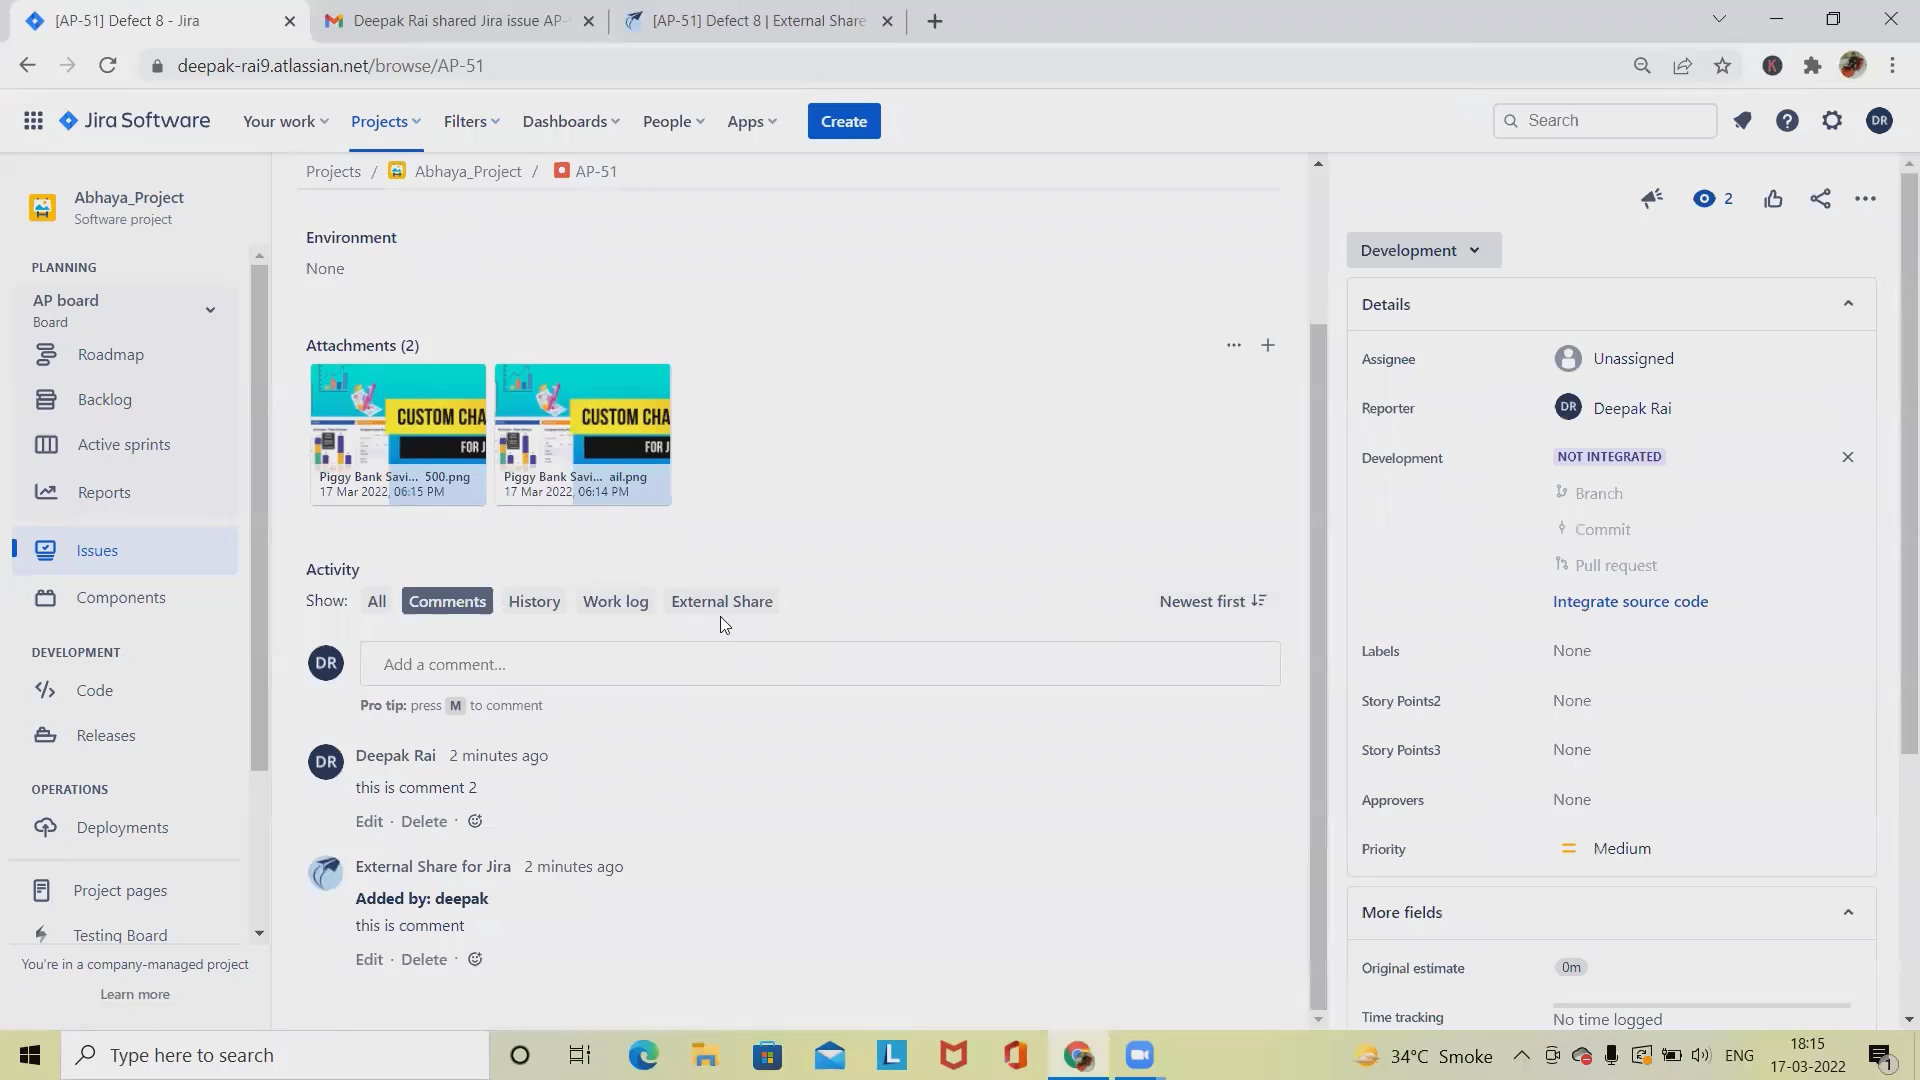 [AP-51] Defect 8 - Jira
Deepak Rai shared Jira issue AP-
[AP-51] Defect 8 | External Share
deepak-rai9.atlassian.net/browse/AP-51
K
Jira Software
Your work
Projects
Filters
Dashboards
People
Apps
Create
Search
DR
Abhaya_Project
Software project
PLANNING
AP board
Board
Roadmap
Backlog
Active sprints
Reports
Issues
Components
DEVELOPMENT
Code
Releases
OPERATIONS
Deployments
Project pages
Testing Board
You're in a company-managed project
Learn more
Projects / Abhaya_Project / AP-51
Environment
None
Attachments (2)
CUSTOM CHA
FOR J
Piggy Bank Savi... 500.png
17 Mar 2022, 06:15 PM
CUSTOM CHA
FOR J
Piggy Bank Savi... ail.png
17 Mar 2022, 06:14 PM
Activity
Show: All Comments History Work log External Share
Newest first
DR
Add a comment...
Pro tip: press M to comment
DR
Deepak Rai 2 minutes ago
this is comment 2
Edit · Delete ·
External Share for Jira 2 minutes ago
Added by: deepak
this is comment
Edit · Delete ·
2
Development
Details
Assignee
Unassigned
Reporter
DR
Deepak Rai
Development
NOT INTEGRATED
Branch
Commit
Pull request
Integrate source code
Labels
None
Story Points2
None
Story Points3
None
Approvers
None
Priority
Medium
More fields
Original estimate
0m
Time tracking
No time logged
Type here to search
L
34°C Smoke
ENG
18:15
17-03-2022
1